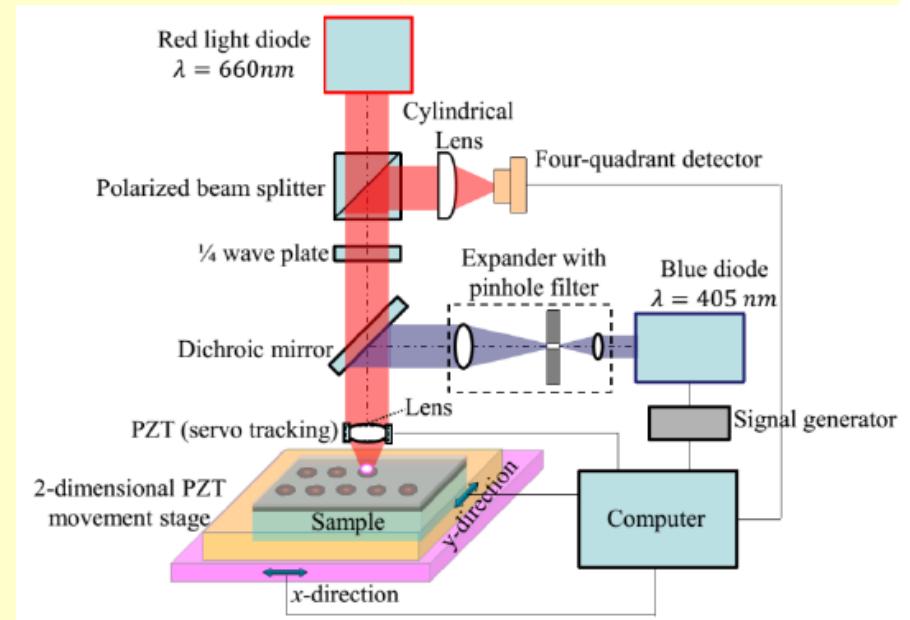 Red light diode
λ = 660nm
Cylindrical
Lens
Four-quadrant detector
Polarized beam splitter
¼ wave plate
Expander with
pinhole filter
Blue diode
λ = 405 nm
Dichroic mirror
Lens
PZT (servo tracking)
Signal generator
2-dimensional PZT
movement stage
Sample
y-direction
Computer
x-direction